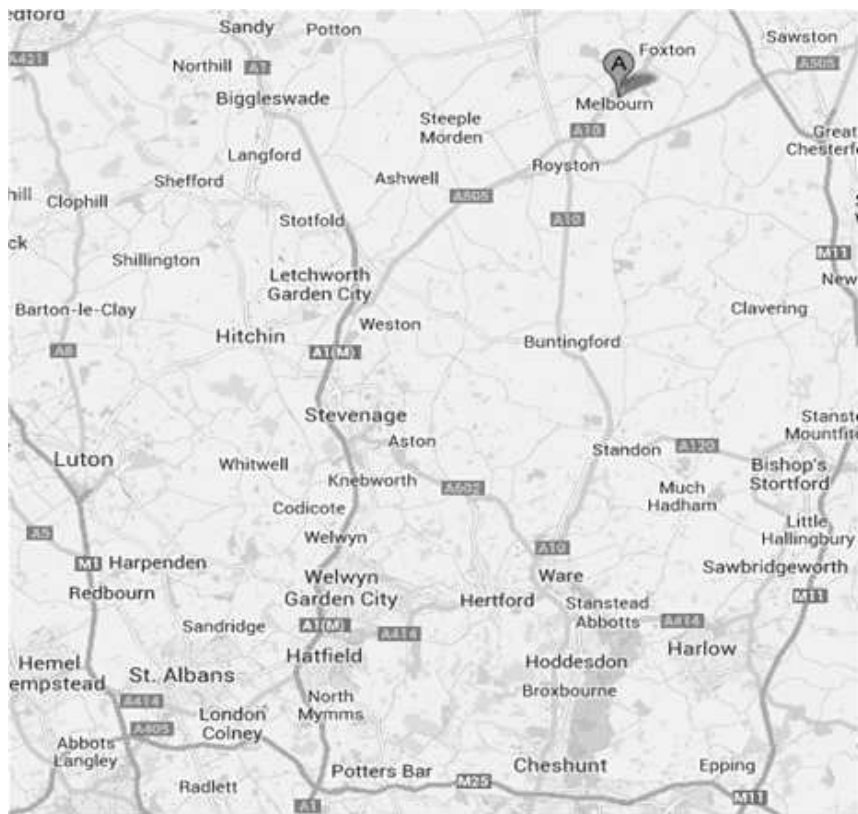 edford
Sandy
Potton
Foxton
Sawston
A421
Northill
A1
A
A505
Biggleswade
Melbourn
Steeple
Morden
A10
Great
Chesterf
Langford
Royston
Shefford
Ashwell
A505
hill
Clophill
Stotfold
A10
ck
Shillington
M11
Letchworth
Garden City
New
Barton-le-Clay
Clavering
Hitchin
Weston
Buntingford
A6
A1(M)
Stevenage
Stanste
Mountfitc
Aston
Standon
A120
Luton
Whitwell
Knebworth
A602
Much
Hadham
Bishop's
Stortford
Codicote
Little
Hallingbury
A5
Welwyn
A10
M1
Harpenden
Sawbridgeworth
Redbourn
Welwyn
Garden City
Hertford
Ware
Stanstead
Abbotts
M11
Sandridge
A1(M)
A414
A414
Hemel
empstead
St. Albans
Hatfield
Hoddesdon
Harlow
A414
North
Mymms
Broxbourne
A405
London
Colney
Abbots
Langley
Radlett
Potters Bar
M25
Cheshunt
Epping
A1
M11